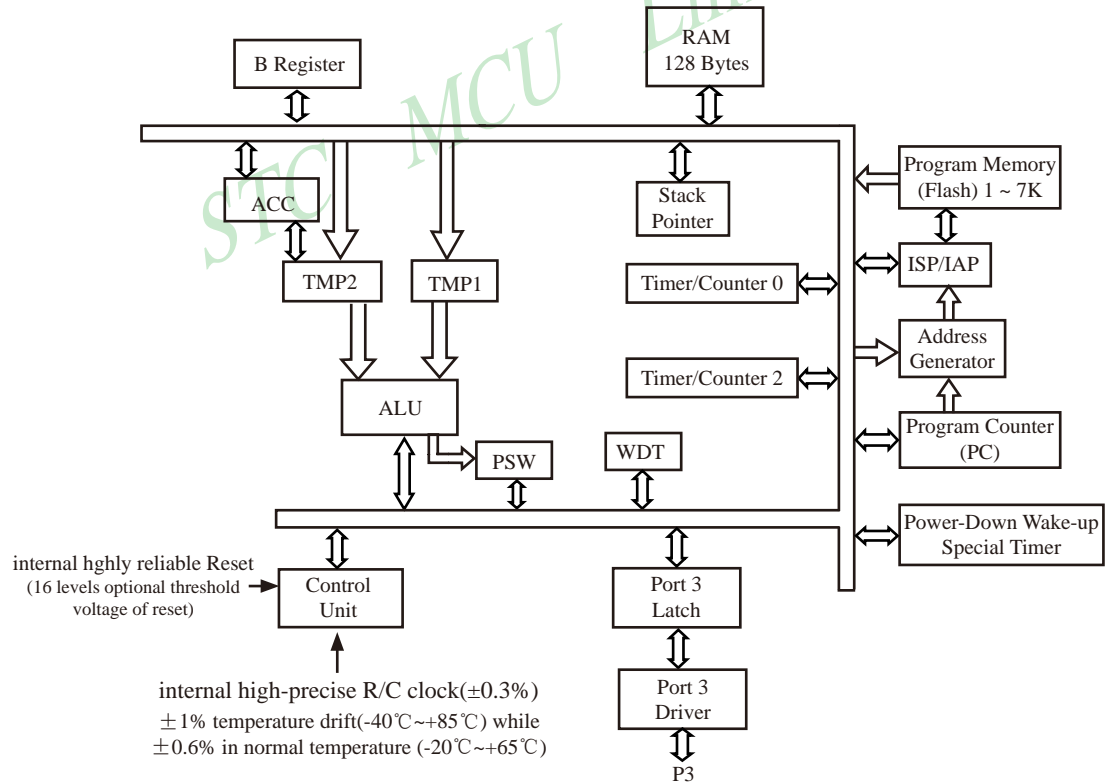 STC MCU Lim
B Register
RAM
128 Bytes
ACC
Stack
Pointer
Program Memory
(Flash) 1 ~ 7K
TMP2
TMP1
Timer/Counter 0
ISP/IAP
Address
Generator
Timer/Counter 2
ALU
Program Counter
(PC)
PSW
WDT
Power-Down Wake-up
Special Timer
internal hghly reliable Reset
(16 levels optional threshold
voltage of reset)
Control
Unit
Port 3
Latch
internal high-precise R/C clock(±0.3%)
±1% temperature drift(-40℃~+85℃) while
±0.6% in normal temperature (-20℃~+65℃)
Port 3
Driver
P3